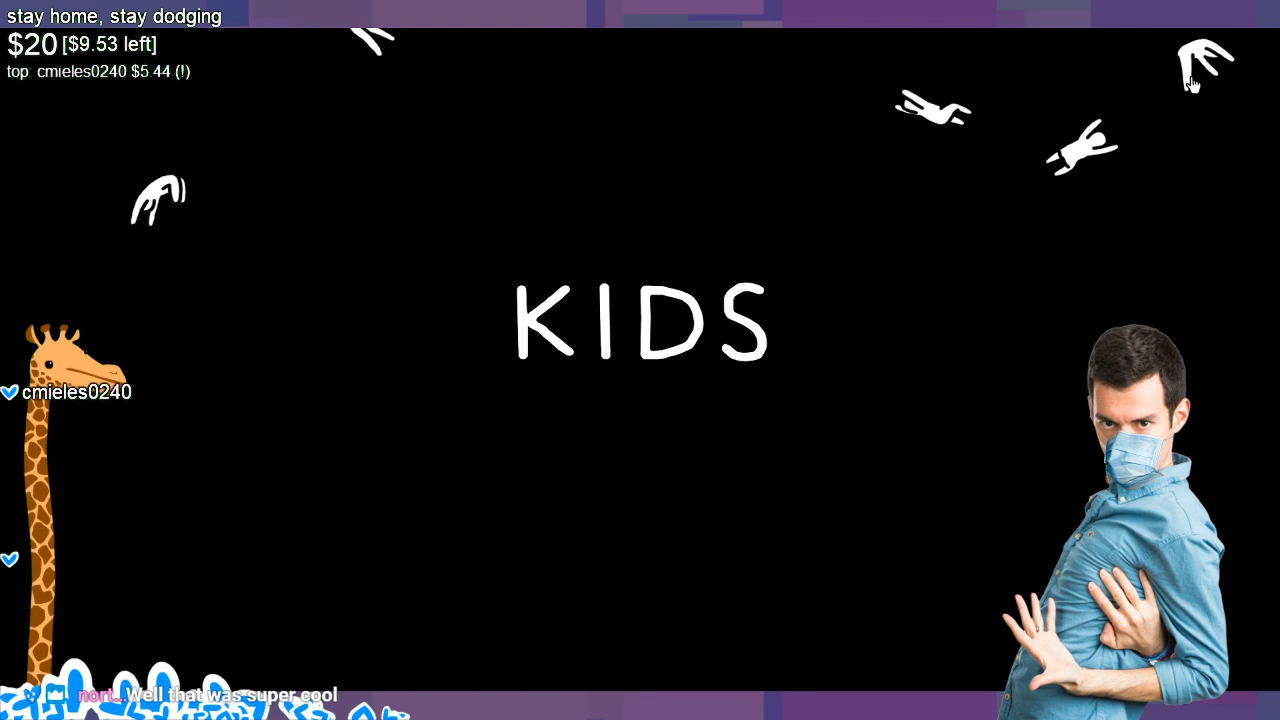 stay home, stay dodging
$20 [$9.53 left]
top: cmieles0240 $5.44 (!)
KIDS
cmieles0240
nort_ Well that was super cool